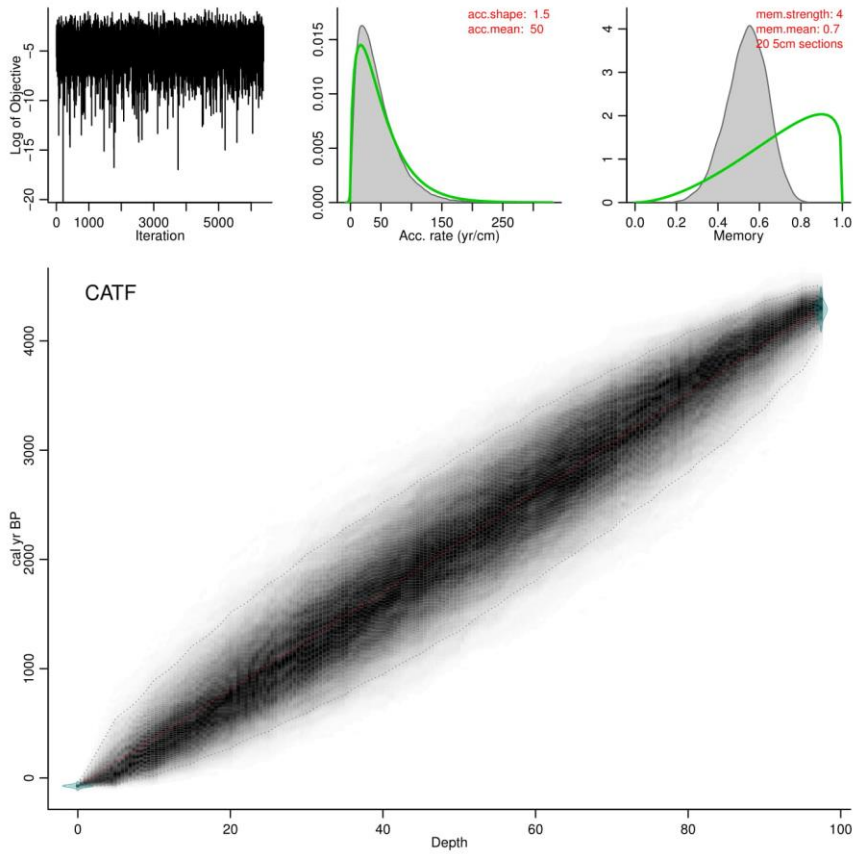 Log of Objective
-5
-10
-15
-20
0 1000 3000 5000
Iteration
acc.shape: 1.5
acc.mean: 50
0.015
0.010
0.005
0.000
0 50 150 250
Acc. rate (yr/cm)
mem.strength: 4
mem.mean: 0.7
20 5cm sections
4
3
2
1
0
0.0 0.2 0.4 0.6 0.8 1.0
Memory
CATF
cal yr BP
4000
3000
2000
1000
0
0 20 40 60 80 100
Depth